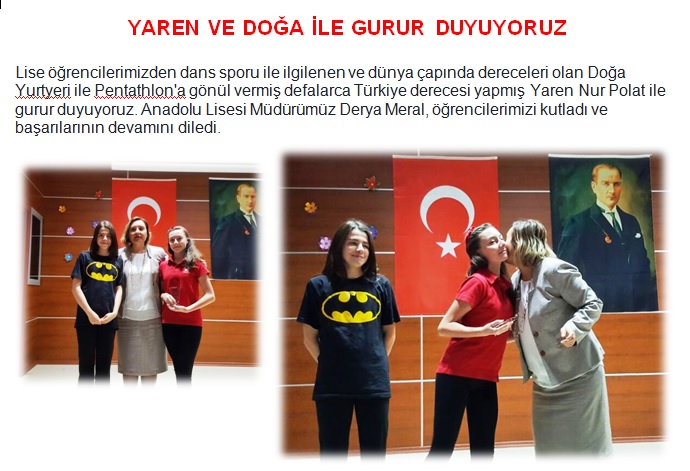 YAREN VE DOĞA İLE GURUR DUYUYORUZ
Lise öğrencilerimizden dans sporu ile ilgilenen ve dünya çapında dereceleri olan Doğa
Yurtyeri ile Pentathlon'a gönül vermiş defalarca Türkiye derecesi yapmış Yaren Nur Polat ile
gurur duyuyoruz. Anadolu Lisesi Müdürümüz Derya Meral, öğrencilerimizi kutladı ve
başarılarının devamını diledi.